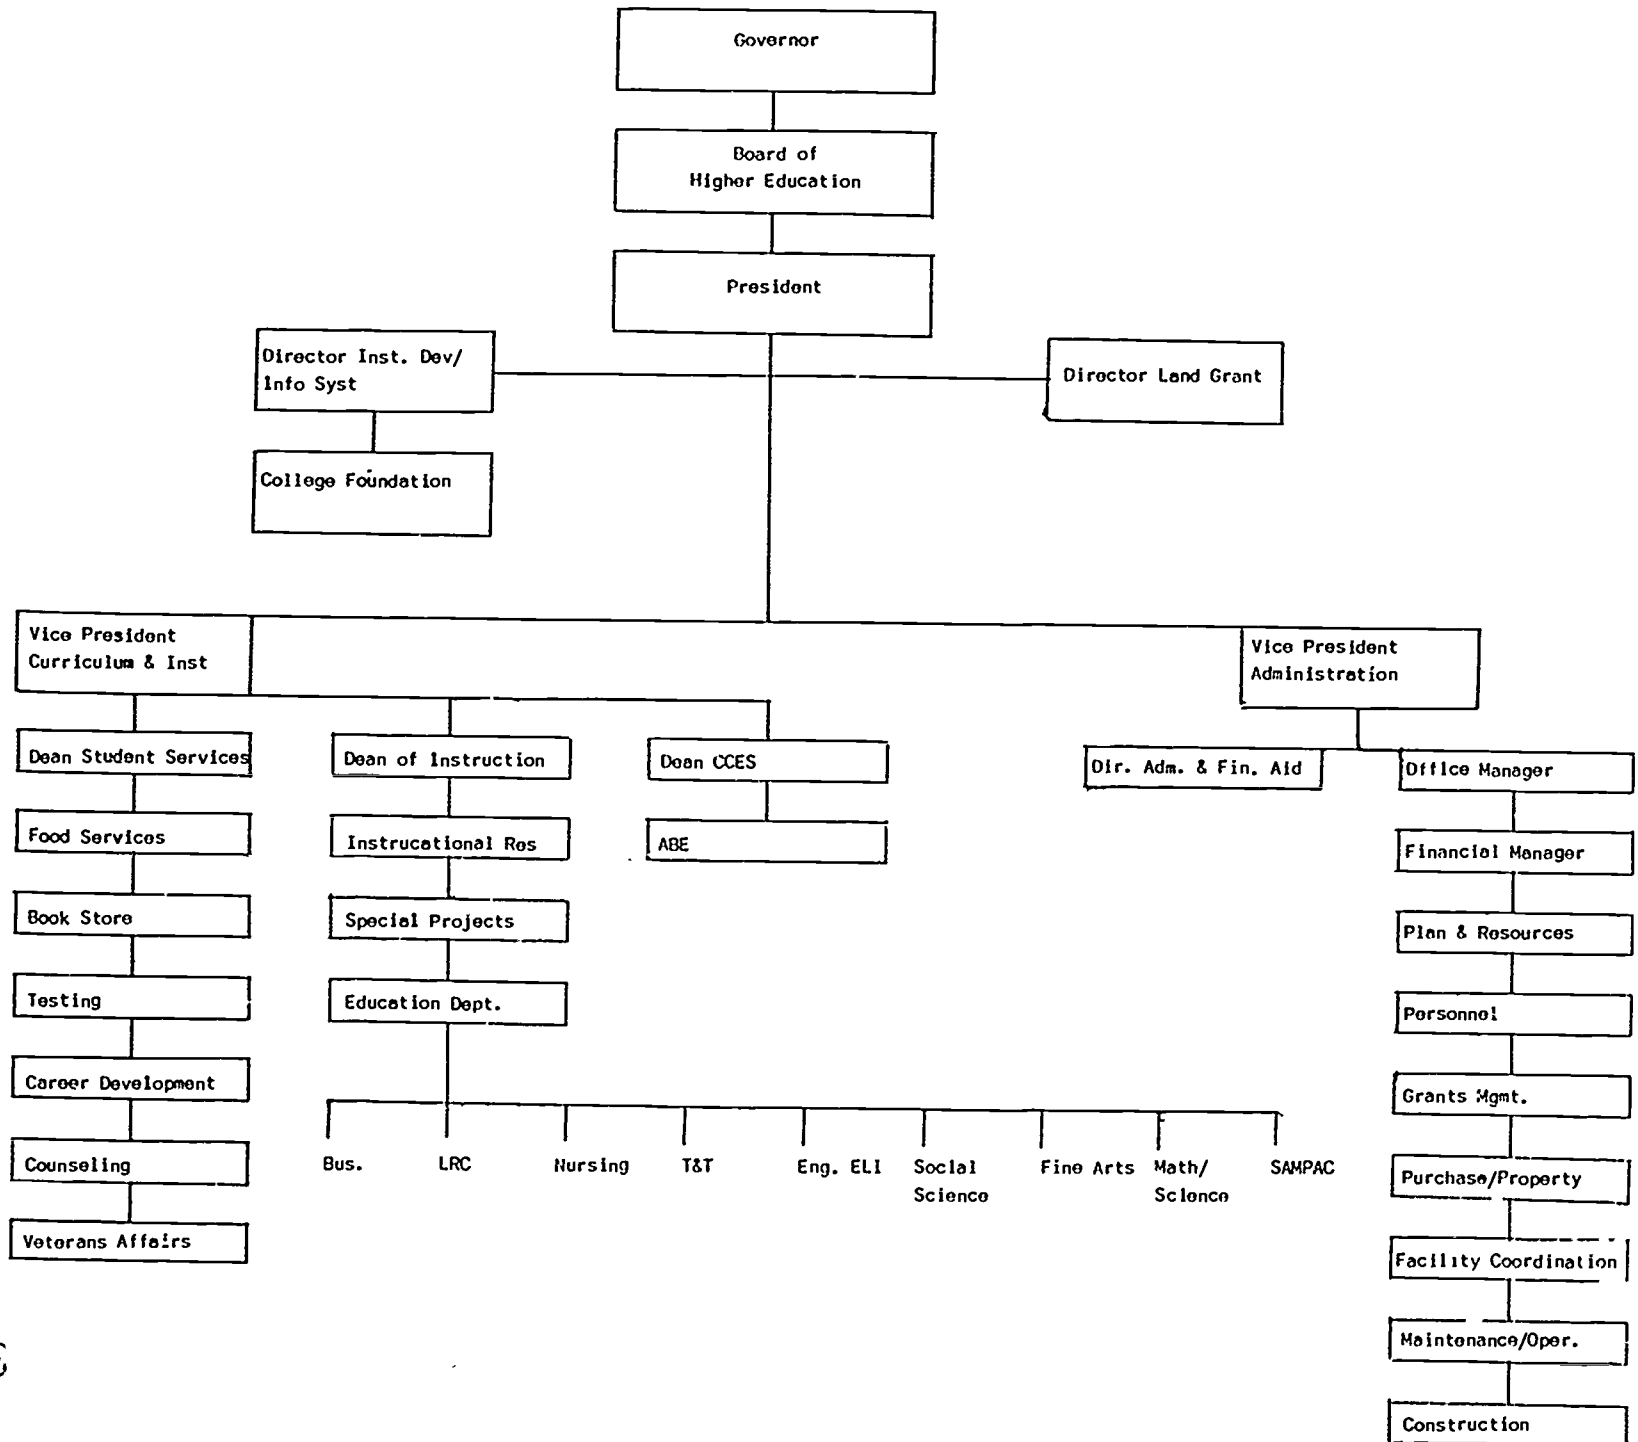 Governor
Board of
Higher Education
President
Director Inst. Dev/
Info Syst
Director Land Grant
College Foundation
Vice President
Curriculum & Inst
Vice President
Administration
Dean Student Services
Dean of Instruction
Dean CCES
Dir. Adm. & Fin. Aid
Office Manager
Food Services
Instrucational Res
ABE
Financial Manager
Book Store
Special Projects
Plan & Resources
Testing
Education Dept.
Personnel
Career Development
Grants Mgmt.
Counseling
Bus.
LRC
Nursing
T&T
Eng. ELI
Social
Science
Fine Arts
Math/
Science
SAMPAC
Purchase/Property
Veterans Affairs
Facility Coordination
Maintenance/Oper.
Construction